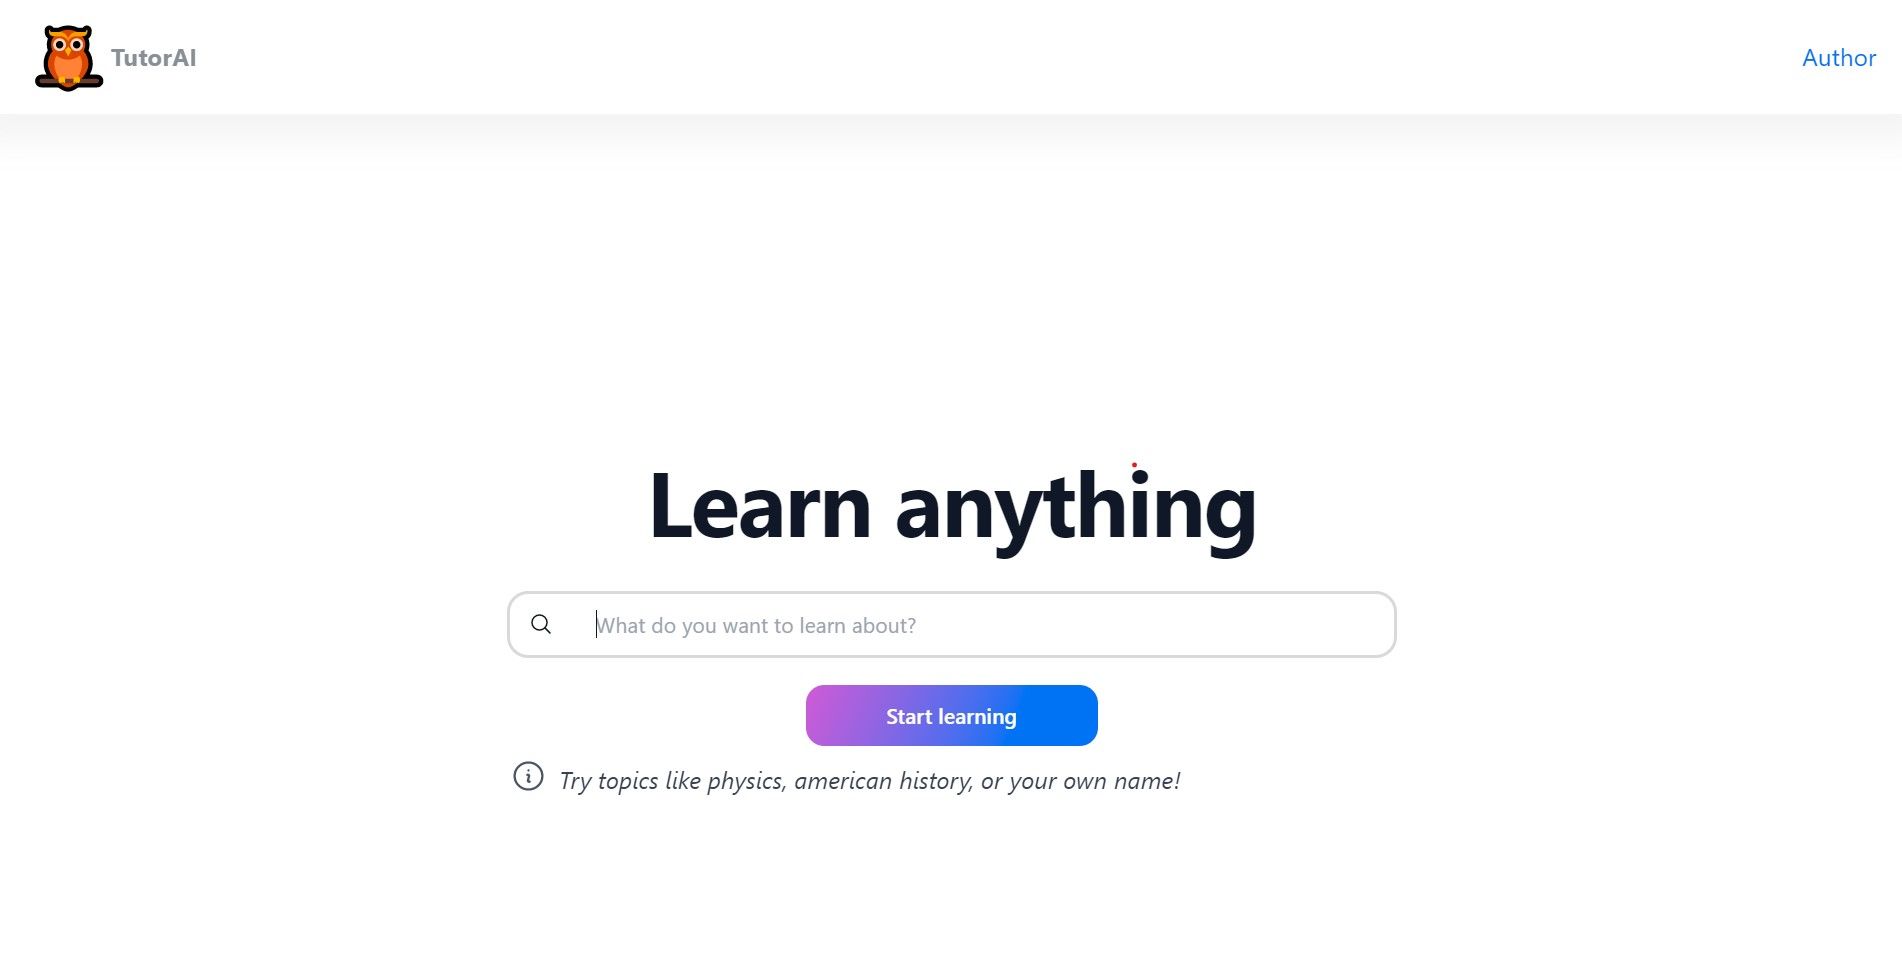 TutorAI
Author
Learn anything
What do you want to learn about?
Start learning
Try topics like physics, american history, or your own name!